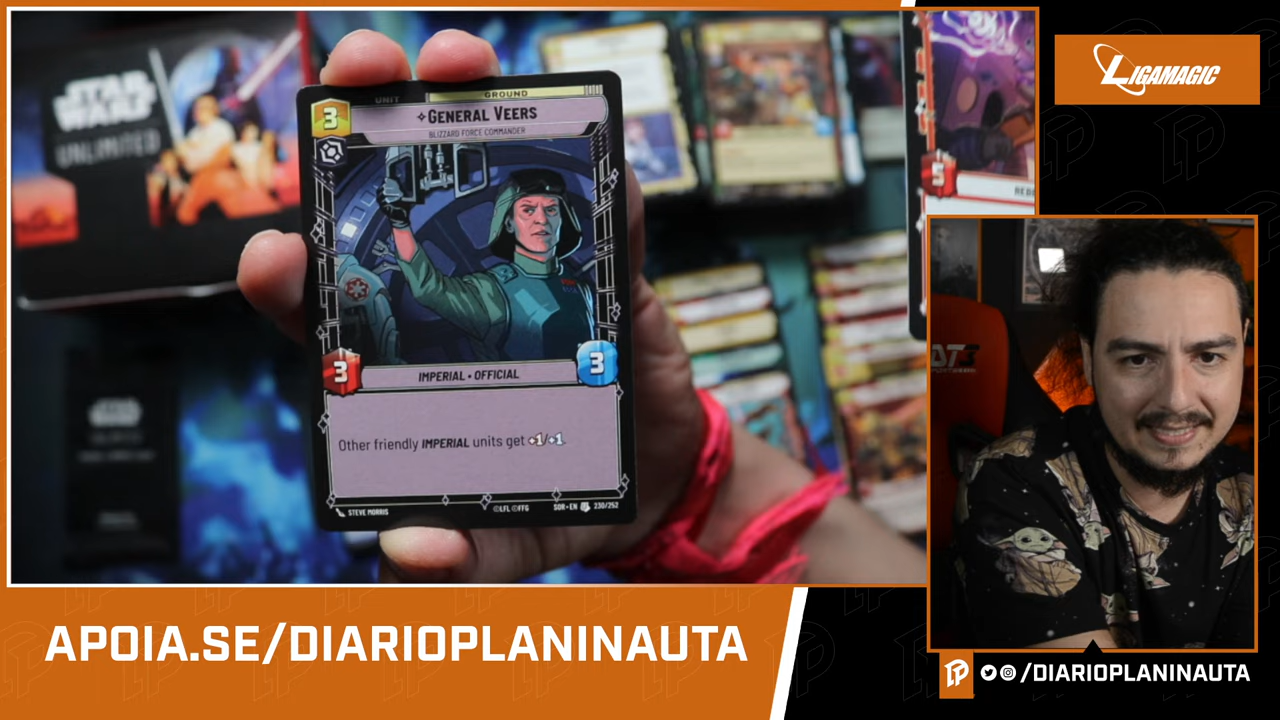 STAR WARS
UNLIMITED
UNIT
GROUND
3
GENERAL VEERS
BLIZZARD FORCE COMMANDER
3
3
IMPERIAL • OFFICIAL
Other friendly IMPERIAL units get +1/+1.
STEVE MORRIS
©LFL ©FFG
SOR • EN
230/252
5
LIGAMAGIC
APOIA.SE/DIARIOPLANINAUTA
/DIARIOPLANINAUTA